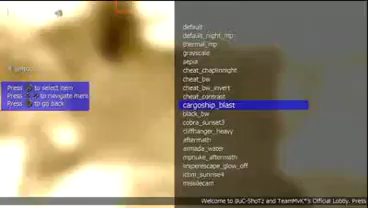 default
default_night_mp
thermal_mp
grayscale
sepia
cheat_chaplinnight
cheat_bw
cheat_bw_invert
cheat_contrast
cargoship_blast
black_bw
cobra_sunset3
cliffhanger_heavy
aftermath
armada_water
mpnuke_aftermath
sniperescape_glow_off
icbm_sunrise4
missilecam
Press to select item
Press to navigate menu
Press to go back
Welcome to BuC-ShoTz and TeaMvK™'s Official Lobby. Press